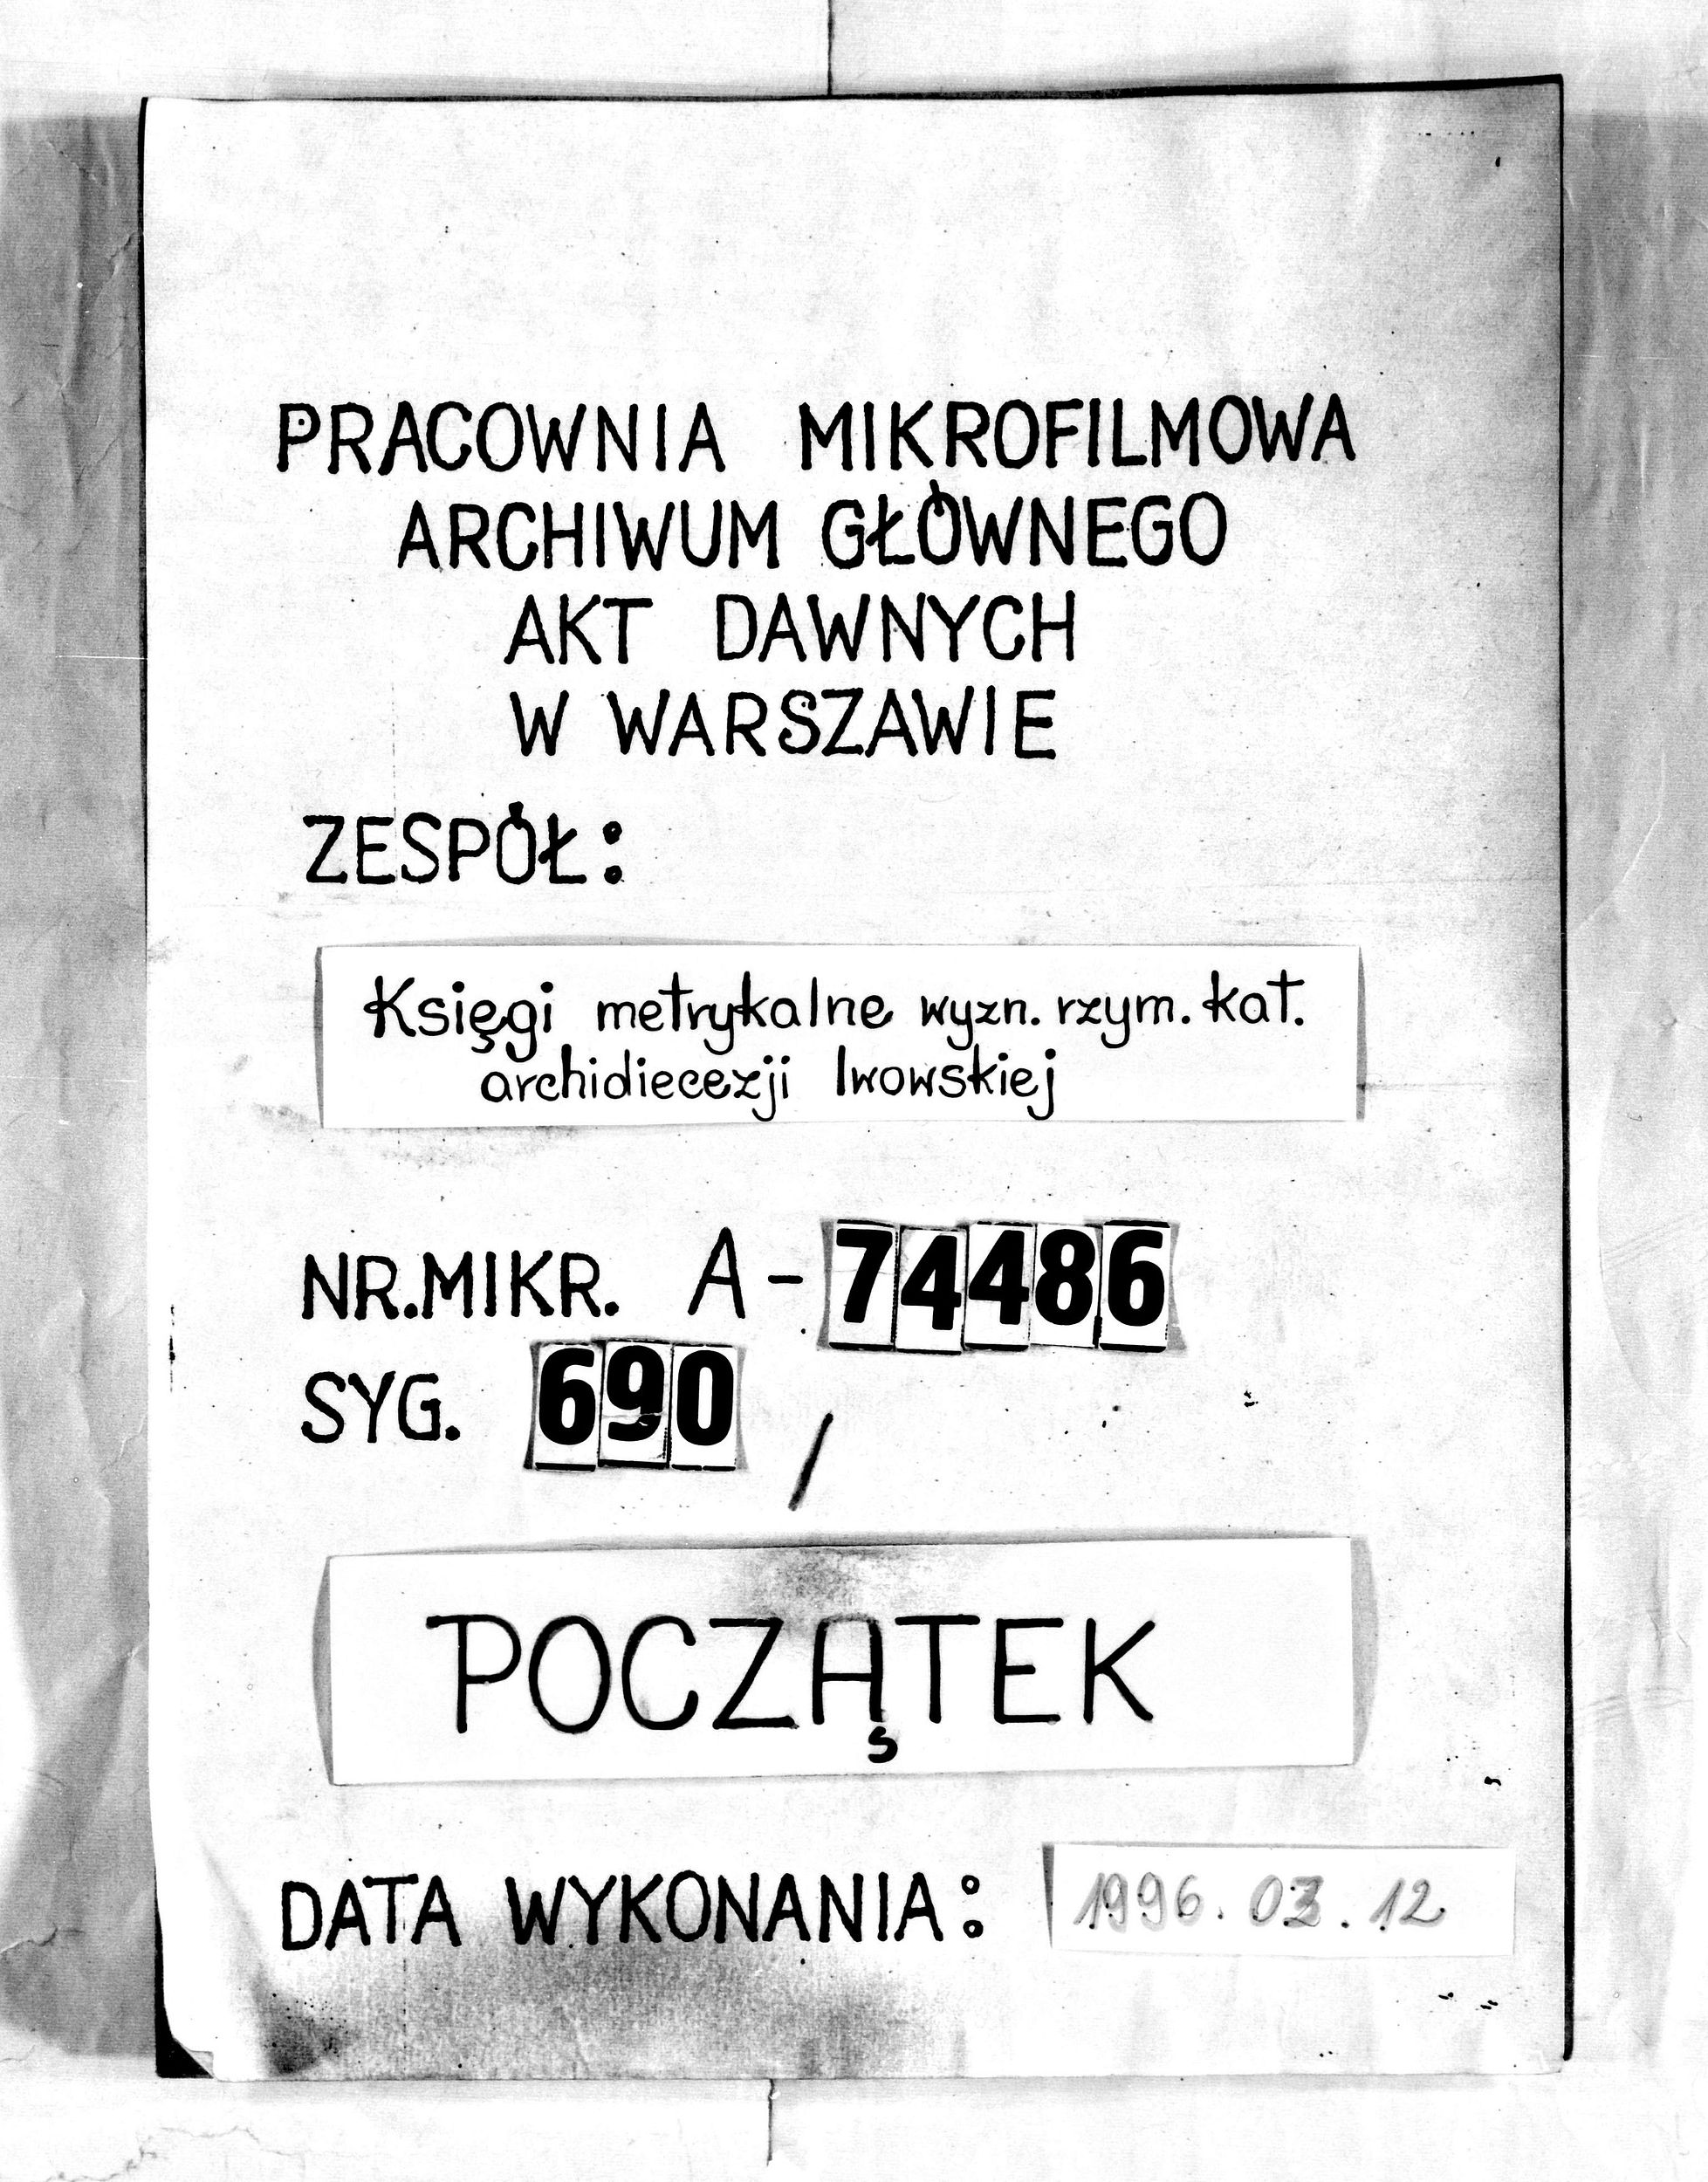 PRACOWNIA MIKROFILMOWA
ARCHIWUM GŁÓWNEGO
AKT DAWNYCH
W WARSZAWIE
ZESPÓŁ:
Księgi metrykalne wyzn. rzym. kat.
archidiecezji lwowskiej
NR.MIKR. A-74486
SYG. 690 /
POCZĄTEK
DATA WYKONANIA: 1996.03.12